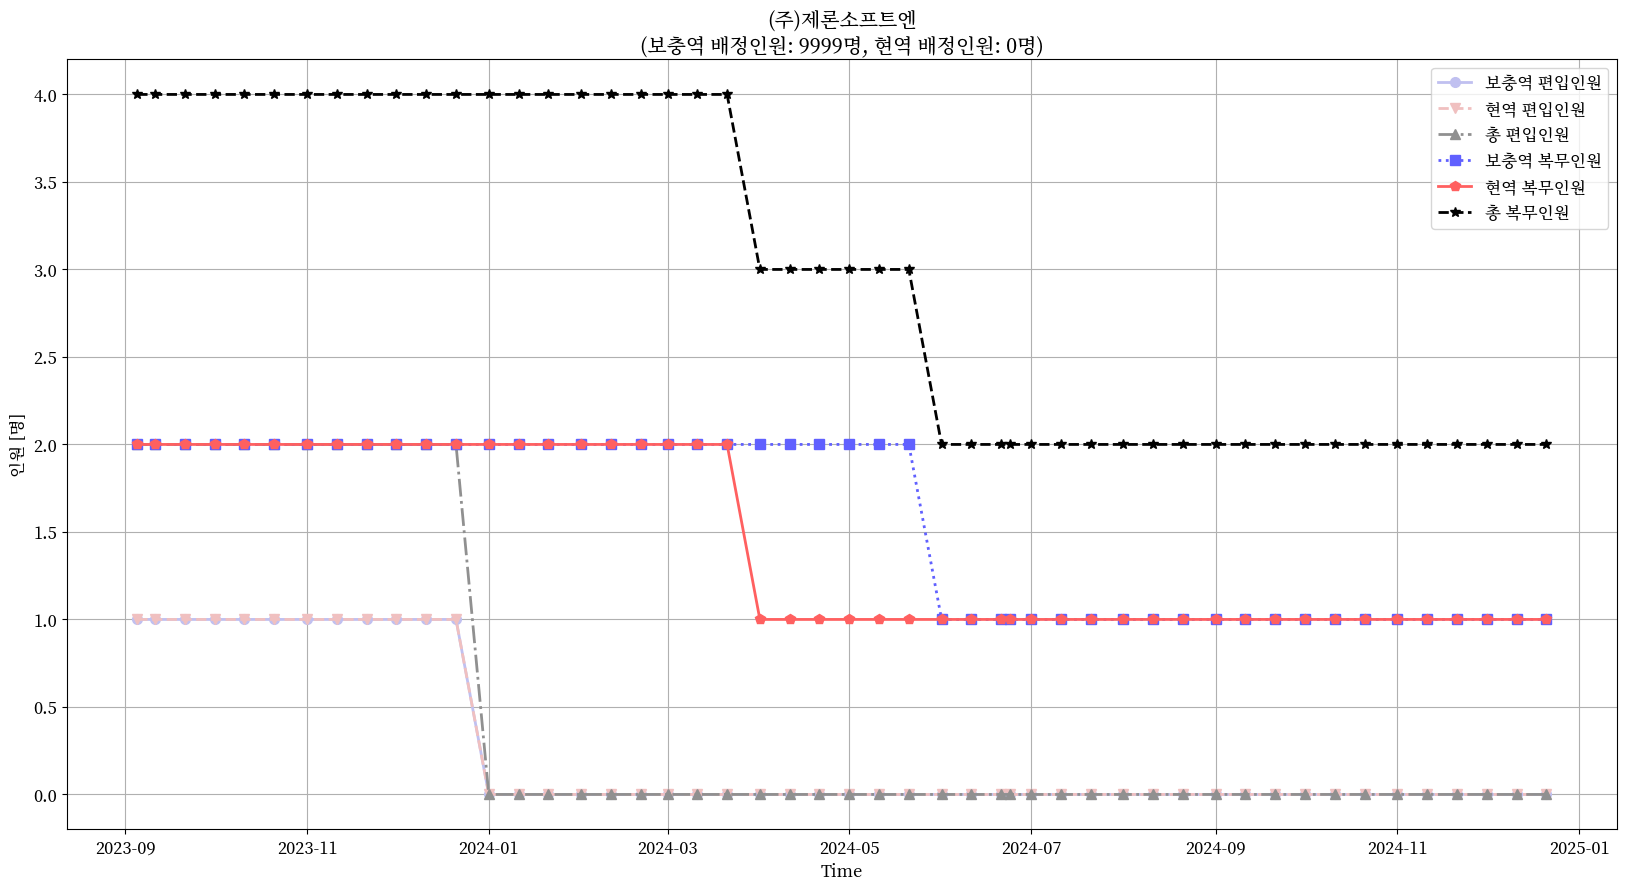 (주)제론소프트엔
(보충역 배정인원: 9999명, 현역 배정인원: 0명)
보충역 편입인원
현역 편입인원
총 편입인원
보충역 복무인원
현역 복무인원
총 복무인원
인원 [명]
4.0
3.5
3.0
2.5
2.0
1.5
1.0
0.5
0.0
2023-09 2023-11 2024-01 2024-03 2024-05 2024-07 2024-09 2024-11 2025-01
Time